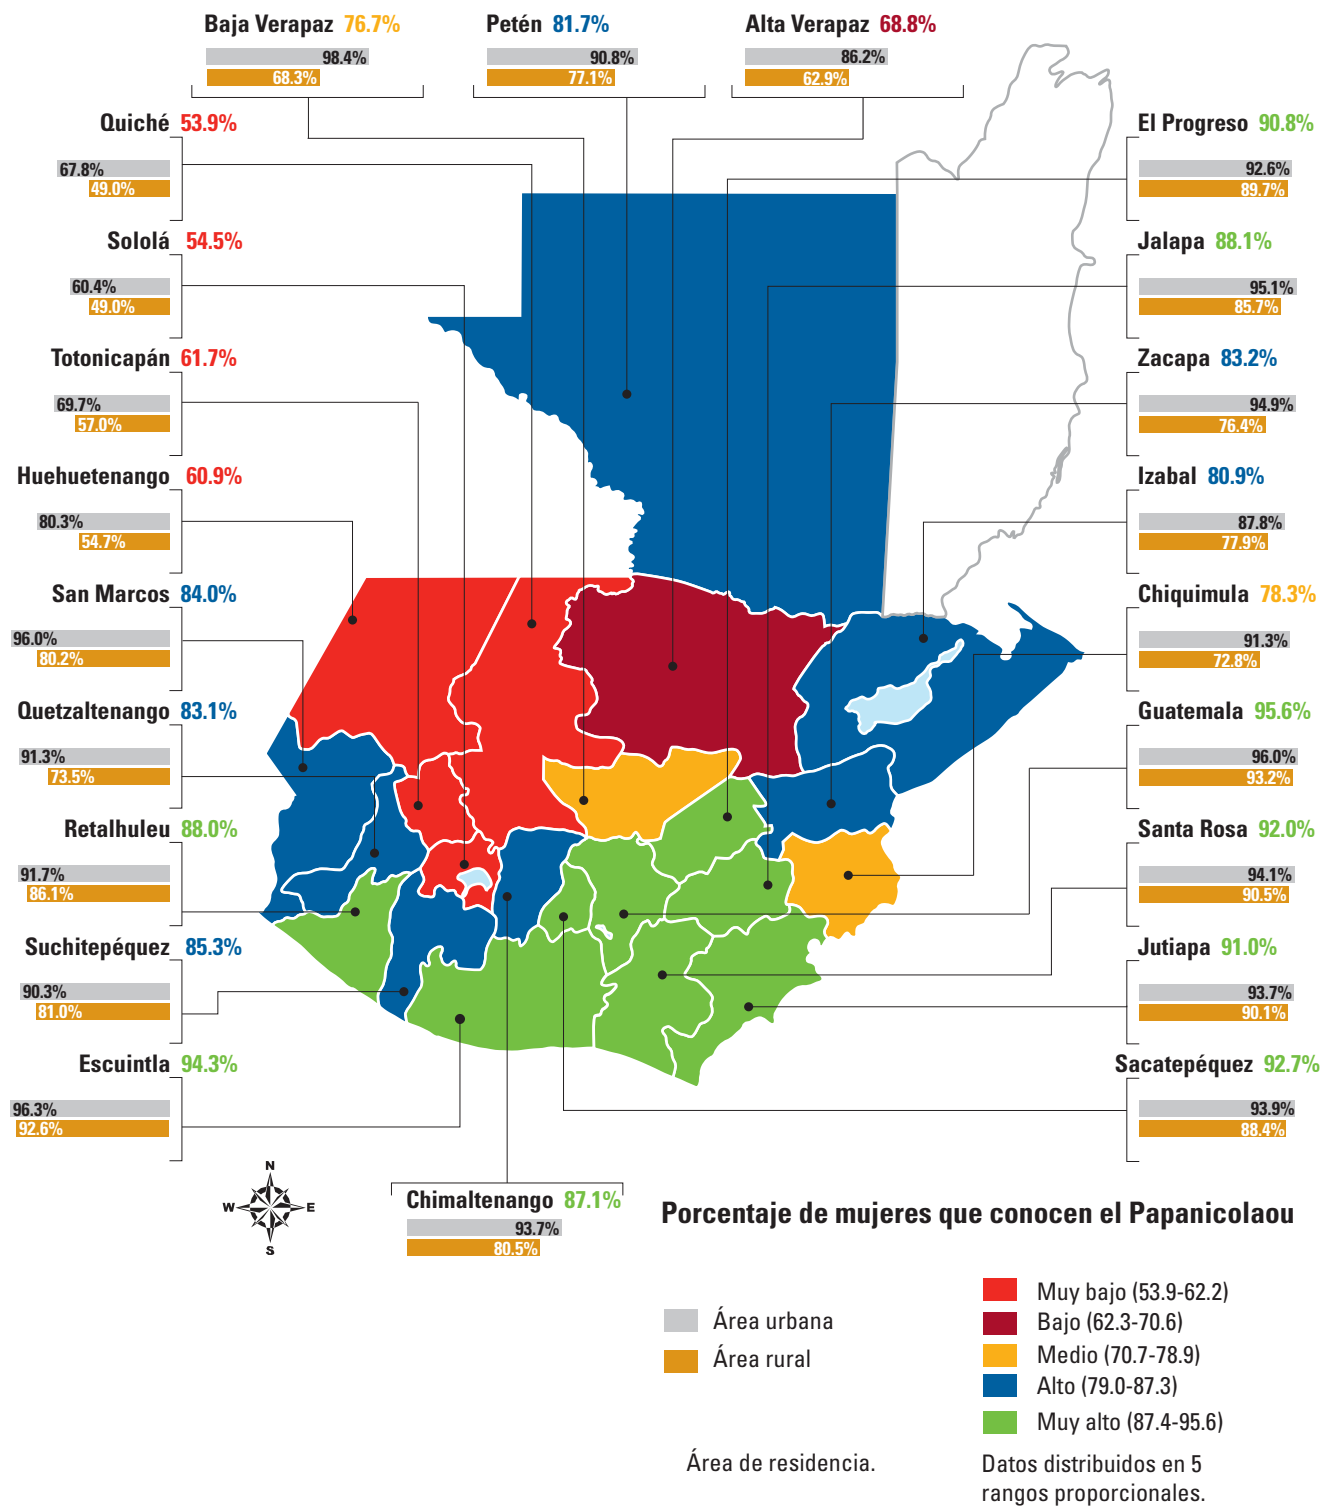 Baja Verapaz 76.7%
98.4%
68.3%
Petén 81.7%
90.8%
77.1%
Alta Verapaz 68.8%
86.2%
62.9%
Quiché 53.9%
67.8%
49.0%
Sololá 54.5%
60.4%
49.0%
Totonicapán 61.7%
69.7%
57.0%
Huehuetenango 60.9%
80.3%
54.7%
San Marcos 84.0%
96.0%
80.2%
Quetzaltenango 83.1%
91.3%
73.5%
Retalhuleu 88.0%
91.7%
86.1%
Suchitepéquez 85.3%
90.3%
81.0%
Escuintla 94.3%
96.3%
92.6%
El Progreso 90.8%
92.6%
89.7%
Jalapa 88.1%
95.1%
85.7%
Zacapa 83.2%
94.9%
76.4%
Izabal 80.9%
87.8%
77.9%
Chiquimula 78.3%
91.3%
72.8%
Guatemala 95.6%
96.0%
93.2%
Santa Rosa 92.0%
94.1%
90.5%
Jutiapa 91.0%
93.7%
90.1%
Sacatepéquez 92.7%
93.9%
88.4%
N
W E
S
Chimaltenango 87.1%
93.7%
80.5%
Porcentaje de mujeres que conocen el Papanicolaou
Área urbana
Área rural
Área de residencia.
Muy bajo (53.9-62.2)
Bajo (62.3-70.6)
Medio (70.7-78.9)
Alto (79.0-87.3)
Muy alto (87.4-95.6)
Datos distribuidos en 5
rangos proporcionales.